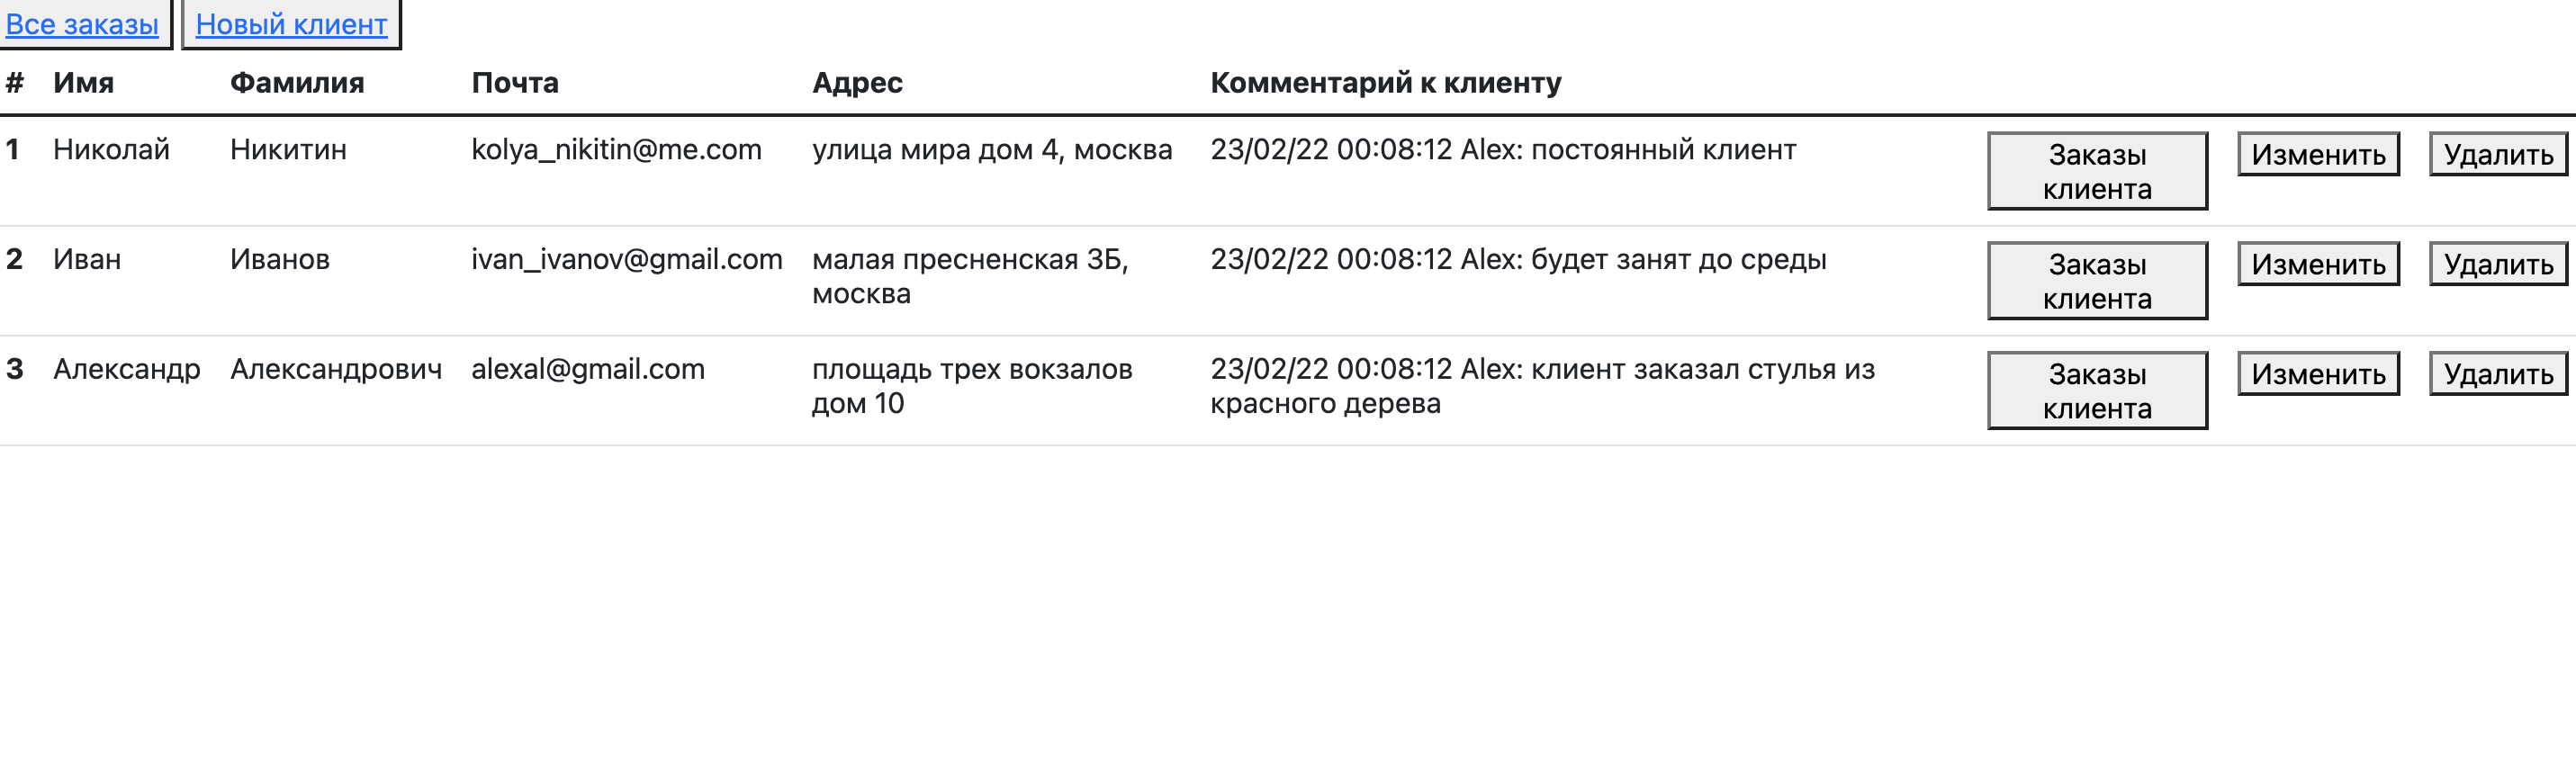 Все заказы Новый клиент
# Имя Фамилия Почта Адрес Комментарий к клиенту
1 Николай Никитин kolya_nikitin@me.com улица мира дом 4, москва 23/02/22 00:08:12 Alex: постоянный клиент Заказы клиента Изменить Удалить
2 Иван Иванов ivan_ivanov@gmail.com малая пресненская 3Б, москва 23/02/22 00:08:12 Alex: будет занят до среды Заказы клиента Изменить Удалить
3 Александр Александрович alexal@gmail.com площадь трех вокзалов дом 10 23/02/22 00:08:12 Alex: клиент заказал стулья из красного дерева Заказы клиента Изменить Удалить